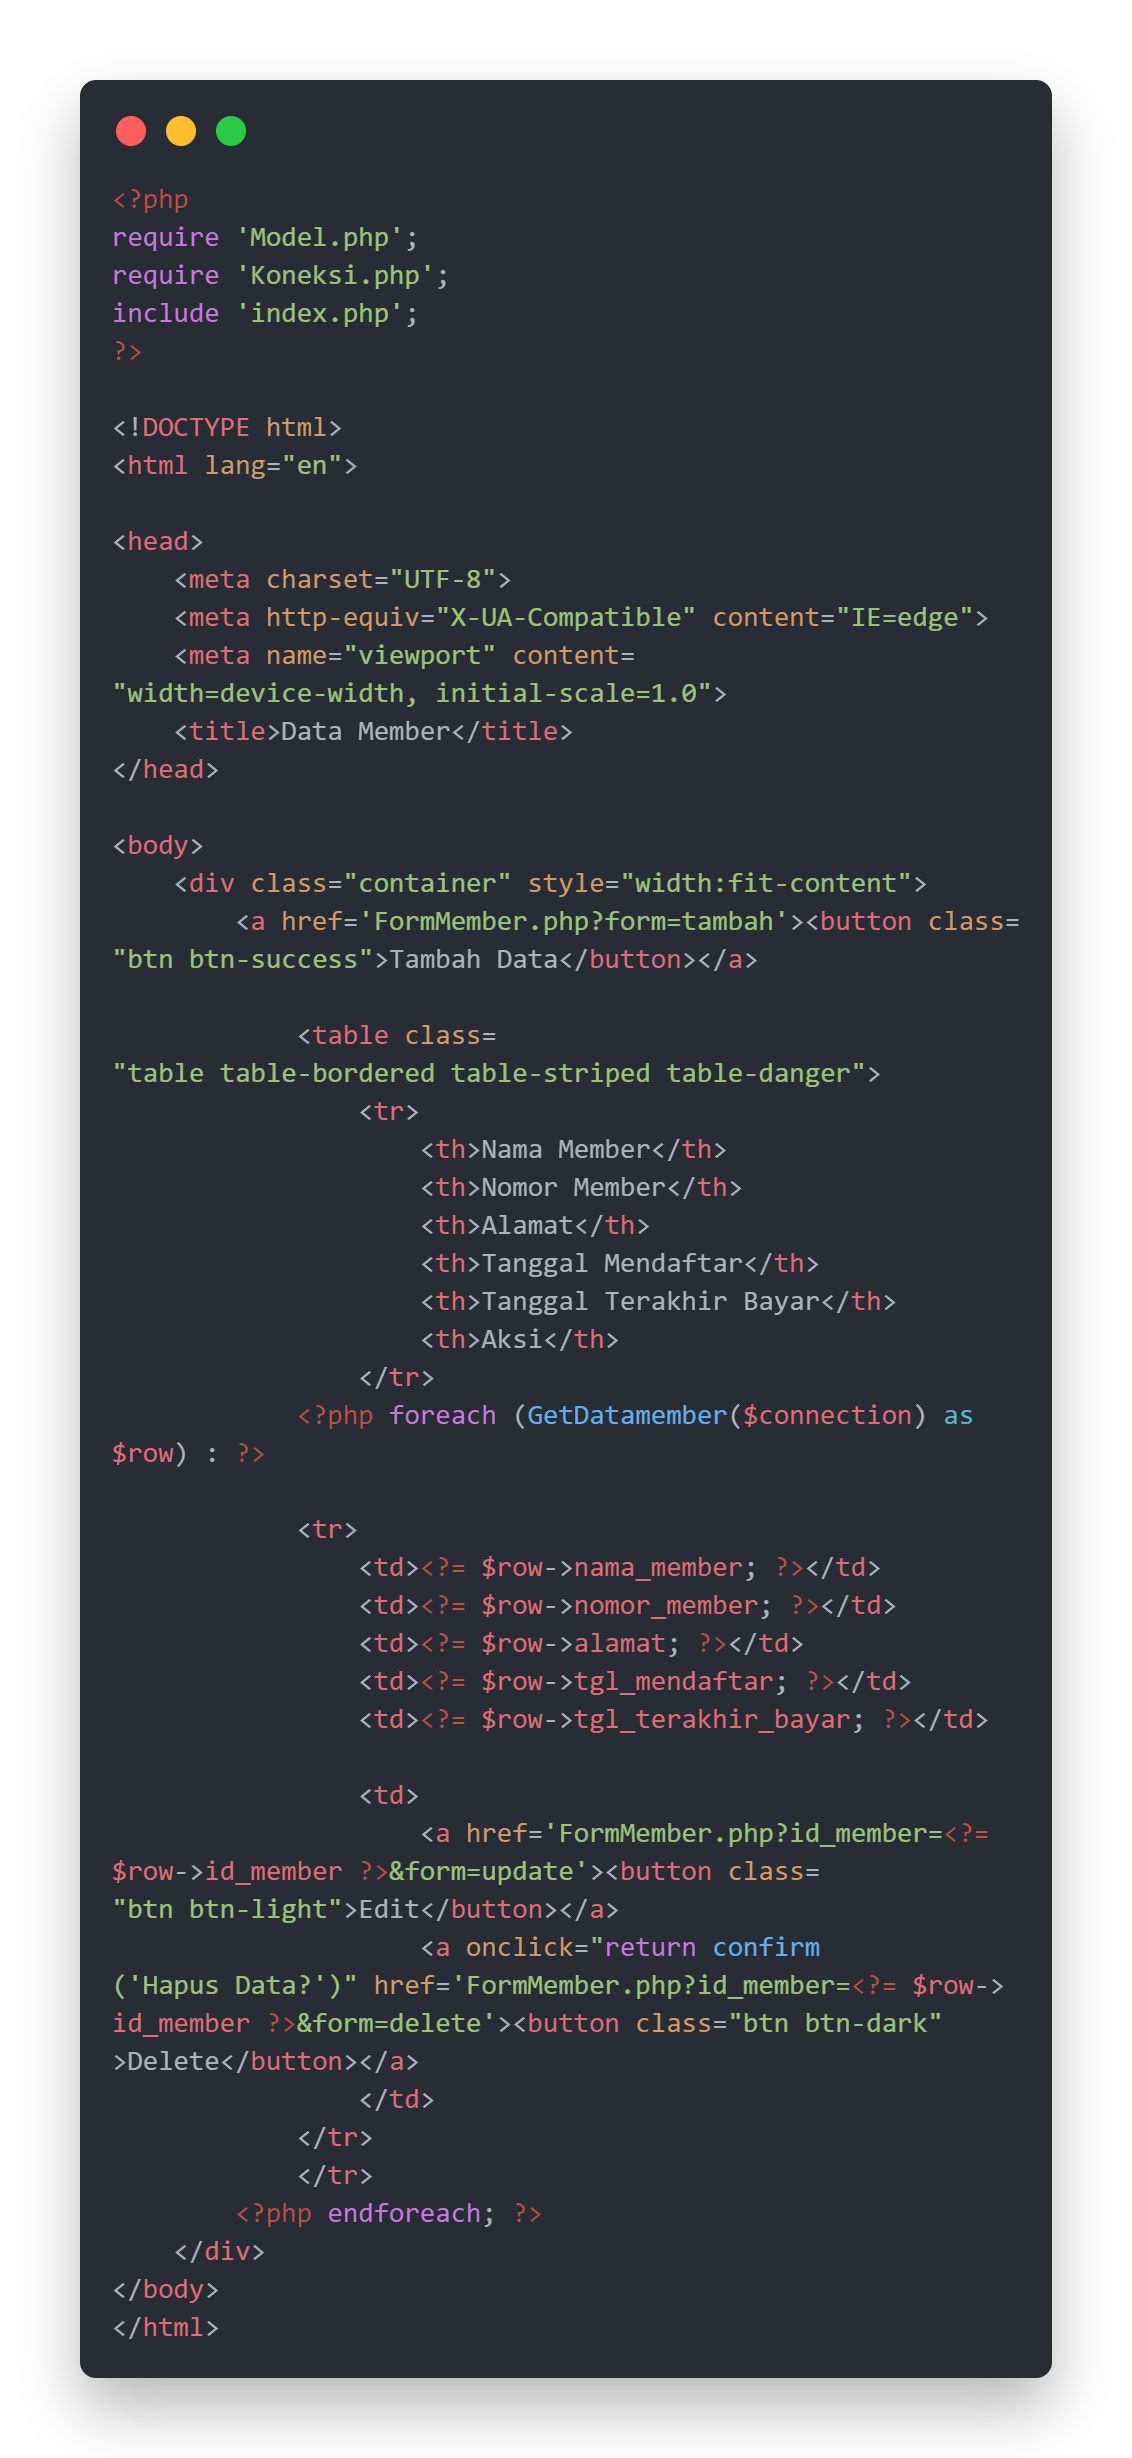 <?php
require 'Model.php';
require 'Koneksi.php';
include 'index.php';
?>

<!DOCTYPE html>
<html lang="en">

<head>
    <meta charset="UTF-8">
    <meta http-equiv="X-UA-Compatible" content="IE=edge">
    <meta name="viewport" content=
"width=device-width, initial-scale=1.0">
    <title>Data Member</title>
</head>

<body>
    <div class="container" style="width:fit-content">
        <a href='FormMember.php?form=tambah'><button class=
"btn btn-success">Tambah Data</button></a>

            <table class=
"table table-bordered table-striped table-danger">
                <tr>
                    <th>Nama Member</th>
                    <th>Nomor Member</th>
                    <th>Alamat</th>
                    <th>Tanggal Mendaftar</th>
                    <th>Tanggal Terakhir Bayar</th>
                    <th>Aksi</th>
                </tr>
            <?php foreach (GetDatamember($connection) as
$row) : ?>

            <tr>
                <td><?= $row->nama_member; ?></td>
                <td><?= $row->nomor_member; ?></td>
                <td><?= $row->alamat; ?></td>
                <td><?= $row->tgl_mendaftar; ?></td>
                <td><?= $row->tgl_terakhir_bayar; ?></td>

                <td>
                    <a href='FormMember.php?id_member=<?=
$row->id_member ?>&form=update'><button class=
"btn btn-light">Edit</button></a>
                    <a onclick="return confirm
('Hapus Data?')" href='FormMember.php?id_member=<?= $row->
id_member ?>&form=delete'><button class="btn btn-dark"
>Delete</button></a>
                </td>
            </tr>
            </tr>
        <?php endforeach; ?>
    </div>
</body>
</html>